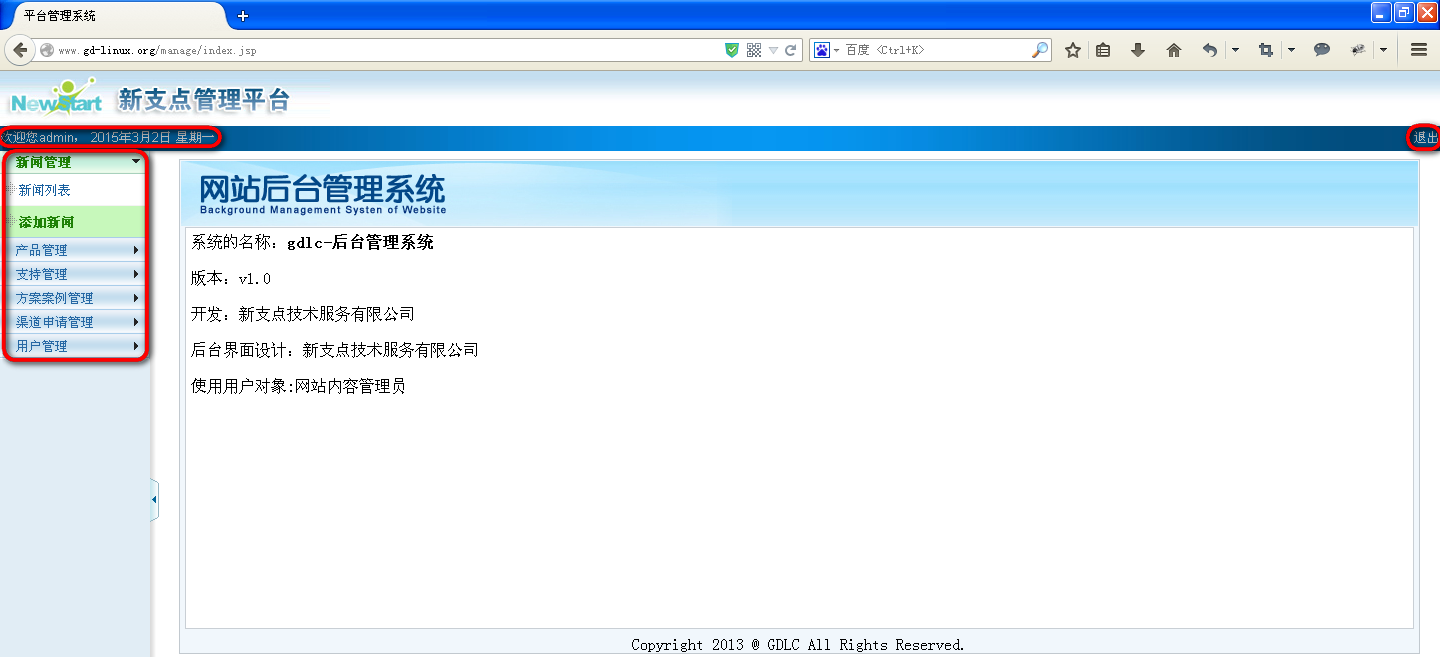 平台管理系统
www.gd-linux.org/manage/index.jsp
百度 <Ctrl+K>
NewStart 新支点管理平台
欢迎您admin， 2015年3月2日 星期一
退出
新闻管理
新闻列表
添加新闻
产品管理
支持管理
方案案例管理
渠道申请管理
用户管理
网站后台管理系统
Background Management Systen of Website
系统的名称：gdlc-后台管理系统
版本：v1.0
开发：新支点技术服务有限公司
后台界面设计：新支点技术服务有限公司
使用用户对象:网站内容管理员
Copyright 2013 @ GDLC All Rights Reserved.